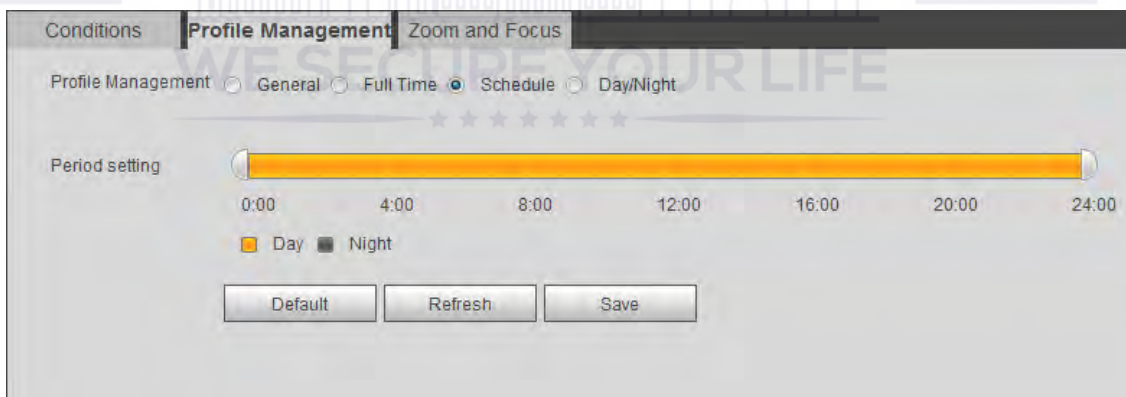 Conditions Profile Management Zoom and Focus
WE SECURE YOUR LIFE
Profile Management General Full Time Schedule Day/Night
Period setting
0:00 4:00 8:00 12:00 16:00 20:00 24:00
Day Night
Default Refresh Save